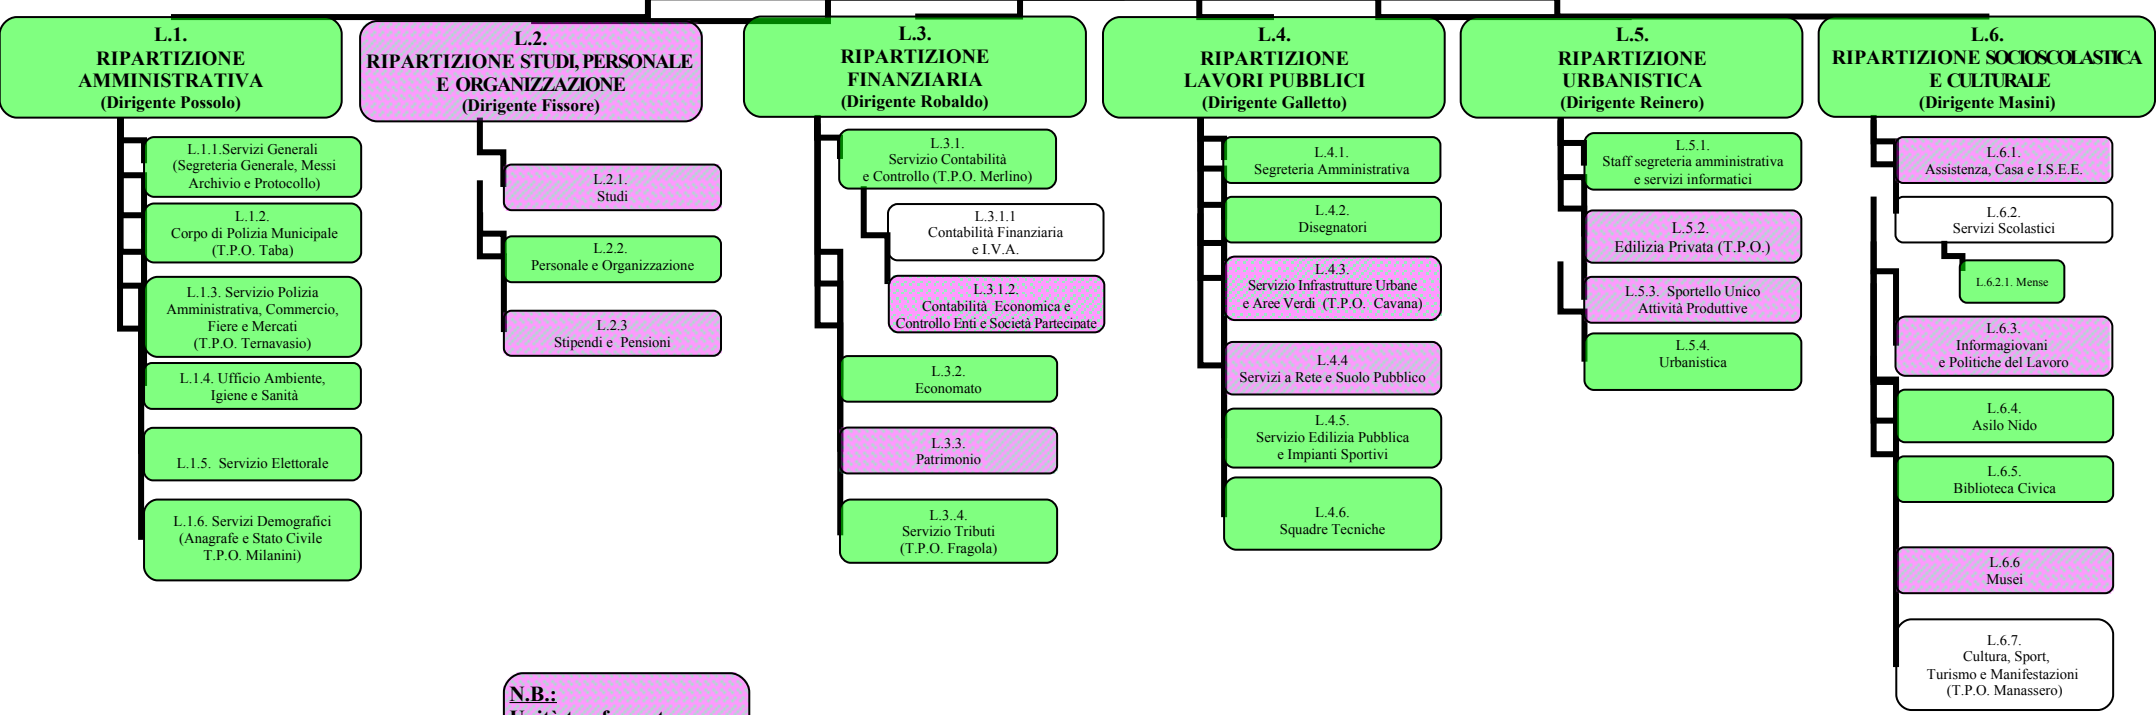 L.1.
RIPARTIZIONE
AMMINISTRATIVA
(Dirigente Possolo)
L.1.1.Servizi Generali
(Segreteria Generale, Messi
Archivio e Protocollo)
L.1.2.
Corpo di Polizia Municipale
(T.P.O. Taba)
L.1.3. Servizio Polizia
Amministrativa, Commercio,
Fiere e Mercati
(T.P.O. Ternavasio)
L.1.4. Ufficio Ambiente,
Igiene e Sanità
L.1.5. Servizio Elettorale
L.1.6. Servizi Demografici
(Anagrafe e Stato Civile
T.P.O. Milanini)
L.2.
RIPARTIZIONE STUDI, PERSONALE
E ORGANIZZAZIONE
(Dirigente Fissore)
L.2.1.
Studi
L.2.2.
Personale e Organizzazione
L.2.3
Stipendi e Pensioni
L.3.
RIPARTIZIONE
FINANZIARIA
(Dirigente Robaldo)
L.3.1.
Servizio Contabilità
e Controllo (T.P.O. Merlino)
L.3.1.1
Contabilità Finanziaria
e I.V.A.
L.3.1.2.
Contabilità Economica e
Controllo Enti e Società Partecipate
L.3.2.
Economato
L.3.3.
Patrimonio
L.3..4.
Servizio Tributi
(T.P.O. Fragola)
L.4.
RIPARTIZIONE
LAVORI PUBBLICI
(Dirigente Galletto)
L.4.1.
Segreteria Amministrativa
L.4.2.
Disegnatori
L.4.3.
Servizio Infrastrutture Urbane
e Aree Verdi (T.P.O. Cavana)
L.4.4
Servizi a Rete e Suolo Pubblico
L.4.5.
Servizio Edilizia Pubblica
e Impianti Sportivi
L.4.6.
Squadre Tecniche
L.5.
RIPARTIZIONE
URBANISTICA
(Dirigente Reinero)
L.5.1.
Staff segreteria amministrativa
e servizi informatici
L.5.2.
Edilizia Privata (T.P.O.)
L.5.3. Sportello Unico
Attività Produttive
L.5.4.
Urbanistica
L.6.
RIPARTIZIONE SOCIOSCOLASTICA
E CULTURALE
(Dirigente Masini)
L.6.1.
Assistenza, Casa e I.S.E.E.
L.6.2.
Servizi Scolastici
L.6.2.1. Mense
L.6.3.
Informagiovani
e Politiche del Lavoro
L.6.4.
Asilo Nido
L.6.5.
Biblioteca Civica
L.6.6
Musei
L.6.7.
Cultura, Sport,
Turismo e Manifestazioni
(T.P.O. Manassero)
N.B.: